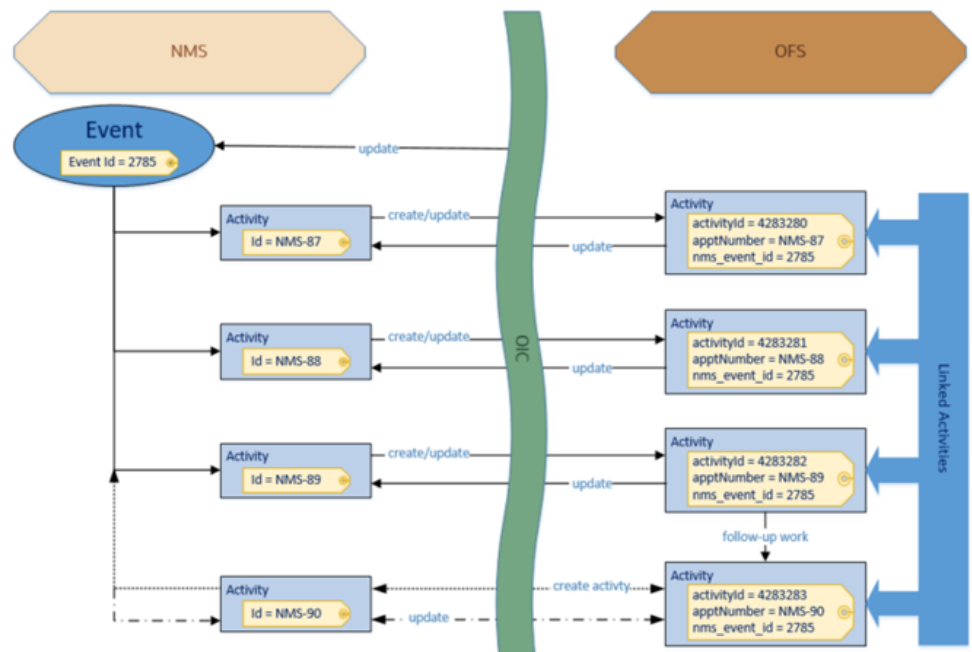 NMS
OFS
Event
Event Id = 2785
update
Activity
Id = NMS-87
create/update
update
Activity
activityId = 4283280
apptNumber = NMS-87
nms_event_id = 2785
Activity
Id = NMS-88
create/update
update
OIC
Activity
activityId = 4283281
apptNumber = NMS-88
nms_event_id = 2785
Linked Activities
Activity
Id = NMS-89
create/update
update
Activity
activityId = 4283282
apptNumber = NMS-89
nms_event_id = 2785
follow-up work
Activity
Id = NMS-90
create activty
update
Activity
activityId = 4283283
apptNumber = NMS-90
nms_event_id = 2785